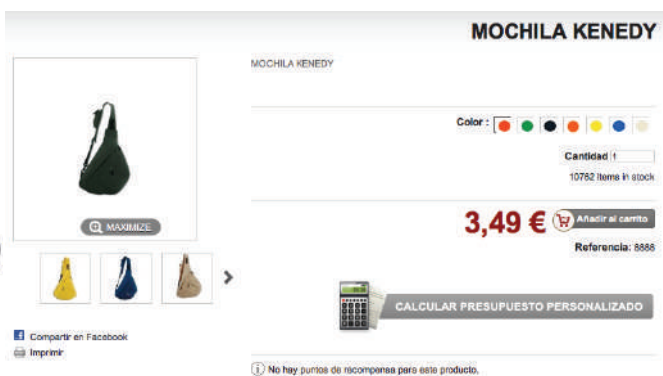 MOCHILA KENEDY
MOCHILA KENEDY
Color :
Cantidad 1
10762 items in stock
MAXIMIZE
3,49 €
Añadir al carrito
Referencia: 8888
CALCULAR PRESUPUESTO PERSONALIZADO
Compartir en Facebook
Imprimir
No hay puntos de recompensa para este producto.